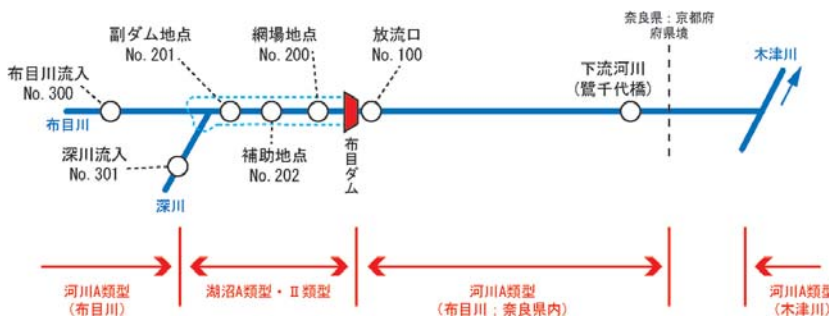 奈良県：京都府
府県境
副ダム地点
No. 201
網場地点
No. 200
放流口
No. 100
木津川
布目川流入
No. 300
下流河川
(鷺千代橋)
布目川
深川流入
No. 301
補助地点
No. 202
布目ダム
深川
河川A類型
(布目川)
湖沼A類型・Ⅱ類型
河川A類型
(布目川；奈良県内)
河川A類型
(木津川)